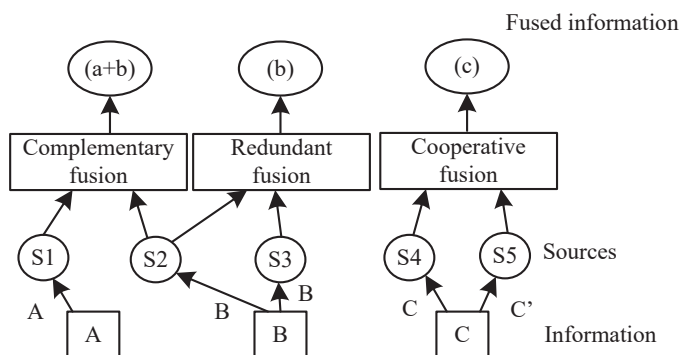 Fused information
(a+b)
(b)
(c)
Complementary
fusion
Redundant
fusion
Cooperative
fusion
S1
S2
S3
S4
S5
Sources
A
B
B
C
C’
A
B
C
Information